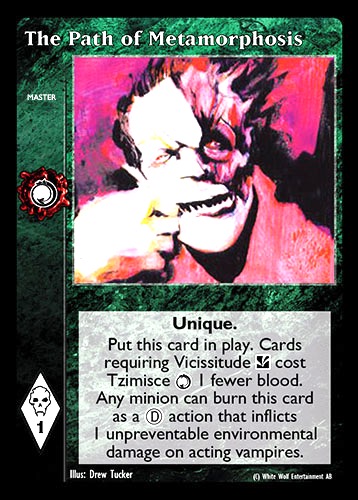 The Path of Metamorphosis
MASTER
Unique.
Put this card in play. Cards
requiring Vicissitude cost
Tzimisce 1 fewer blood.
Any minion can burn this card
as a D action that inflicts
1 unpreventable environmental
damage on acting vampires.
1
Illus: Drew Tucker
(C) White Wolf Entertainment AB